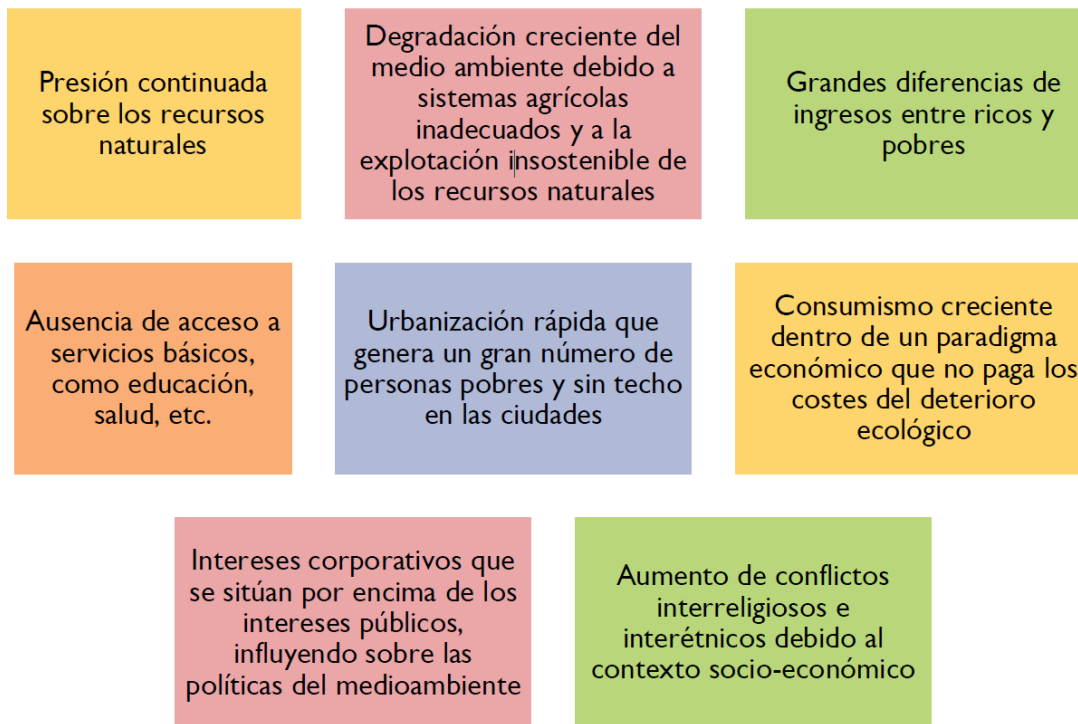 Presión continuada
sobre los recursos
naturales
Degradación creciente del
medio ambiente debido a
sistemas agrícolas
inadecuados y a la
explotación insostenible de
los recursos naturales
Grandes diferencias de
ingresos entre ricos y
pobres
Ausencia de acceso a
servicios básicos,
como educación,
salud, etc.
Urbanización rápida que
genera un gran número de
personas pobres y sin techo
en las ciudades
Consumismo creciente
dentro de un paradigma
económico que no paga los
costes del deterioro
ecológico
Intereses corporativos que
se sitúan por encima de los
intereses públicos,
influyendo sobre las
políticas del medioambiente
Aumento de conflictos
interreligiosos e
interétnicos debido al
contexto socio-económico